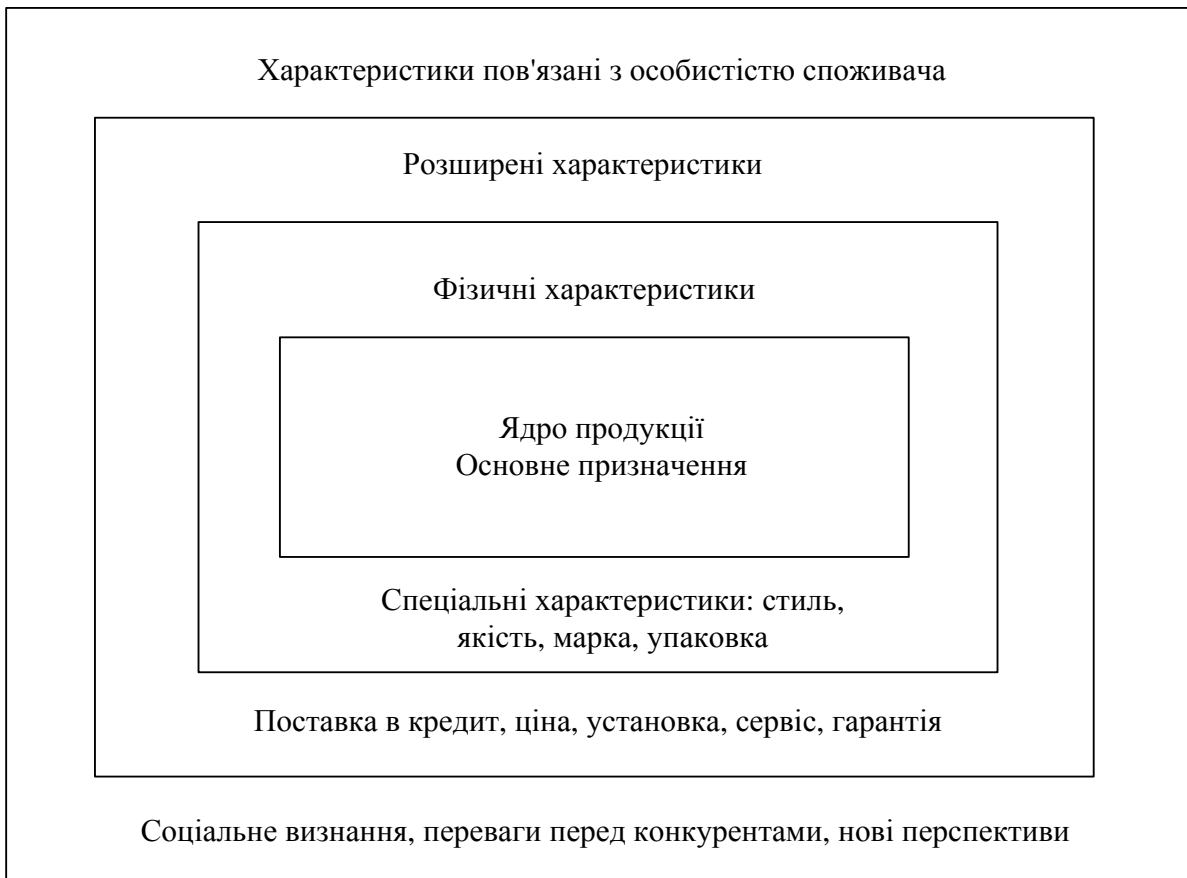 Характеристики пов'язані з особистістю споживача
Розширені характеристики
Фізичні характеристики
Ядро продукції
Основне призначення
Спеціальні характеристики: стиль,
якість, марка, упаковка
Поставка в кредит, ціна, установка, сервіс, гарантія
Соціальне визнання, переваги перед конкурентами, нові перспективи